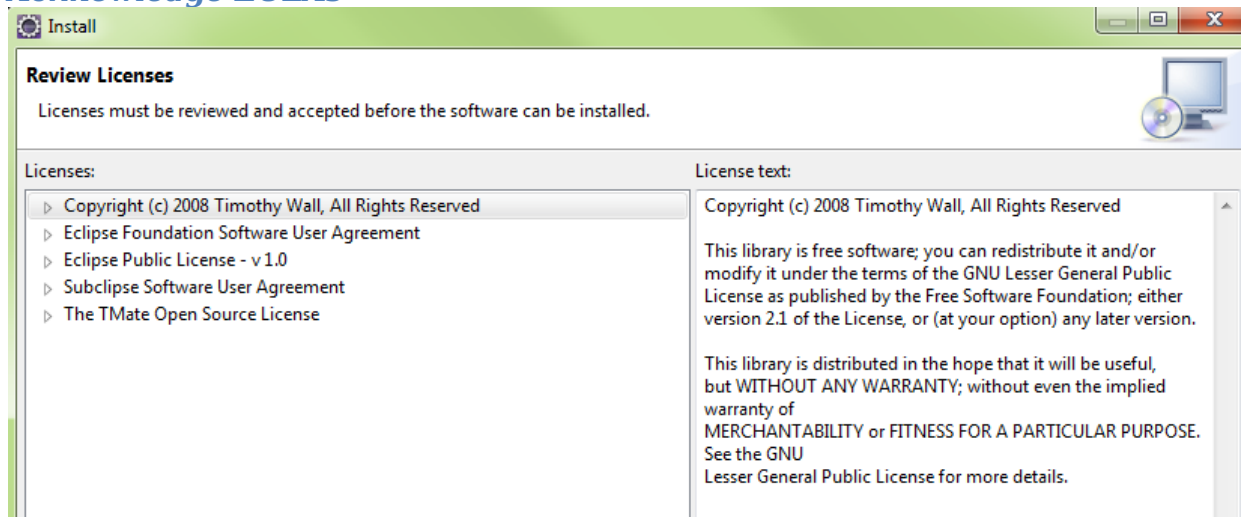 Acknowledge EULAs
Install
Review Licenses
Licenses must be reviewed and accepted before the software can be installed.
Licenses:
Copyright (c) 2008 Timothy Wall, All Rights Reserved
Eclipse Foundation Software User Agreement
Eclipse Public License - v 1.0
Subclipse Software User Agreement
The TMate Open Source License
License text:
Copyright (c) 2008 Timothy Wall, All Rights Reserved
This library is free software; you can redistribute it and/or
modify it under the terms of the GNU Lesser General Public
License as published by the Free Software Foundation; either
version 2.1 of the License, or (at your option) any later version.
This library is distributed in the hope that it will be useful,
but WITHOUT ANY WARRANTY; without even the implied
warranty of
MERCHANTABILITY or FITNESS FOR A PARTICULAR PURPOSE.
See the GNU
Lesser General Public License for more details.